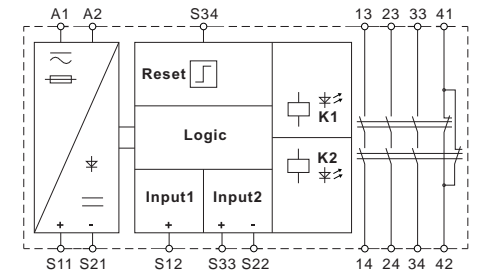 A1 A2 S34 13 23 33 41
Reset
K1
Logic
K2
Input1 Input2
+ - + + -
S11 S21 S12 S33 S22 14 24 34 42